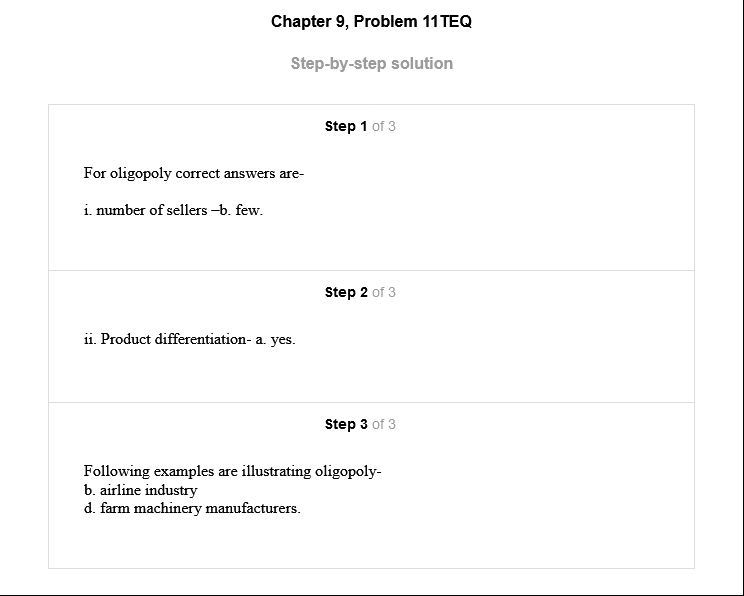 Chapter 9, Problem 11TEQ
Step-by-step solution
Step 1 of 3
For oligopoly correct answers are-
i. number of sellers –b. few.
Step 2 of 3
ii. Product differentiation- a. yes.
Step 3 of 3
Following examples are illustrating oligopoly-
b. airline industry
d. farm machinery manufacturers.